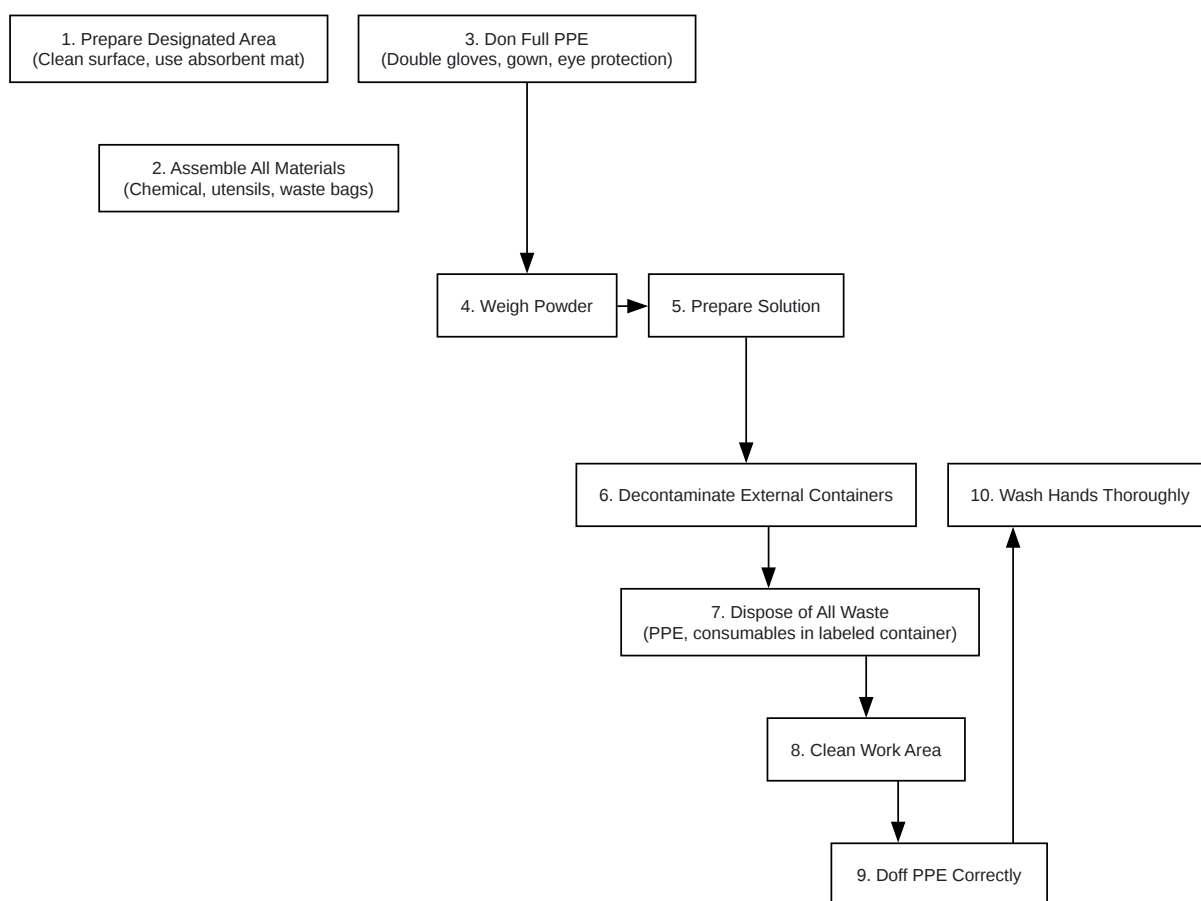 1. Prepare Designated Area
(Clean surface, use absorbent mat)
3. Don Full PPE
(Double gloves, gown, eye protection)
2. Assemble All Materials
(Chemical, utensils, waste bags)
4. Weigh Powder
5. Prepare Solution
6. Decontaminate External Containers
10. Wash Hands Thoroughly
7. Dispose of All Waste
(PPE, consumables in labeled container)
8. Clean Work Area
9. Doff PPE Correctly